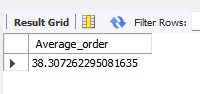 Result Grid Filter Rows:
Average_order
38.307262295081635